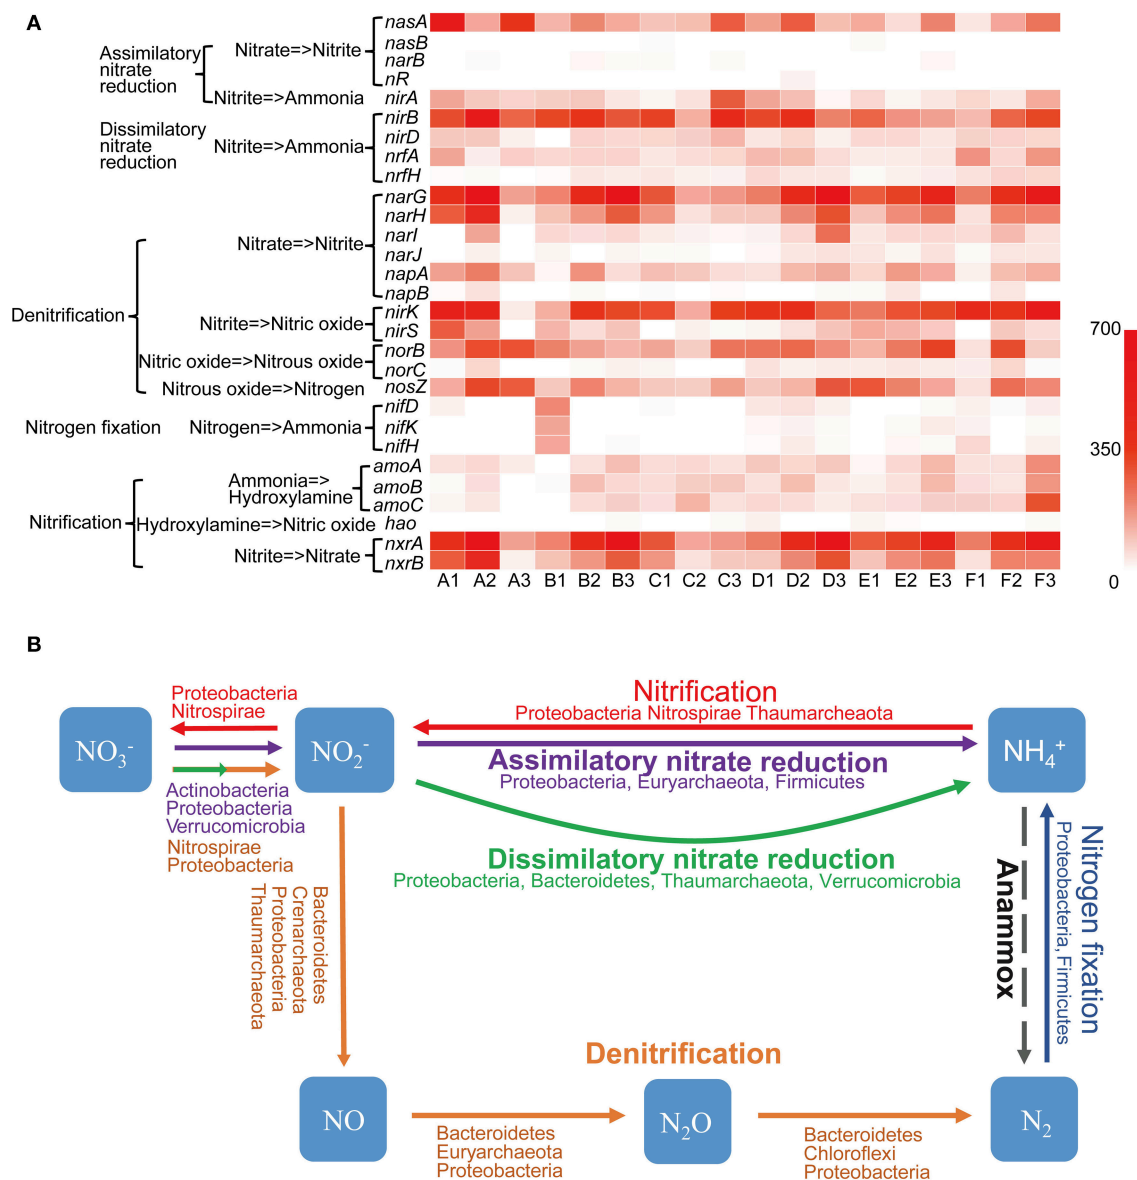 A
Assimilatory
nitrate
reduction
Nitrate=>Nitrite
nasA
nasB
narB
nR
Nitrite=>Ammonia
nirA
Dissimilatory
nitrate
reduction
Nitrite=>Ammonia
nirB
nirD
nrfA
nrfH
Denitrification
Nitrate=>Nitrite
narG
narH
narI
narJ
napA
napB
Nitrite=>Nitric oxide
nirK
nirS
Nitric oxide=>Nitrous oxide
norB
norC
Nitrous oxide=>Nitrogen
nosZ
Nitrogen fixation
Nitrogen=>Ammonia
nifD
nifK
nifH
Nitrification
Ammonia=>
Hydroxylamine
amoA
amoB
amoC
Hydroxylamine=>Nitric oxide
hao
Nitrite=>Nitrate
nxrA
nxrB
A1 A2 A3 B1 B2 B3 C1 C2 C3 D1 D2 D3 E1 E2 E3 F1 F2 F3
700
350
0
B
Proteobacteria
Nitrospirae
NO3-
NO2-
Actinobacteria
Proteobacteria
Verrucomicrobia
Nitrospirae
Proteobacteria
Nitrification
Proteobacteria Nitrospirae Thaumarcheaota
Assimilatory nitrate reduction
Proteobacteria, Euryarchaeota, Firmicutes
NH4+
Dissimilatory nitrate reduction
Proteobacteria, Bacteroidetes, Thaumarchaeota, Verrucomicrobia
Bacteroidetes
Crenarchaeota
Proteobacteria
Thaumarchaeota
Anammox
Nitrogen fixation
Proteobacteria, Firmicutes
Denitrification
NO
Bacteroidetes
Euryarchaeota
Proteobacteria
N2O
Bacteroidetes
Chloroflexi
Proteobacteria
N2